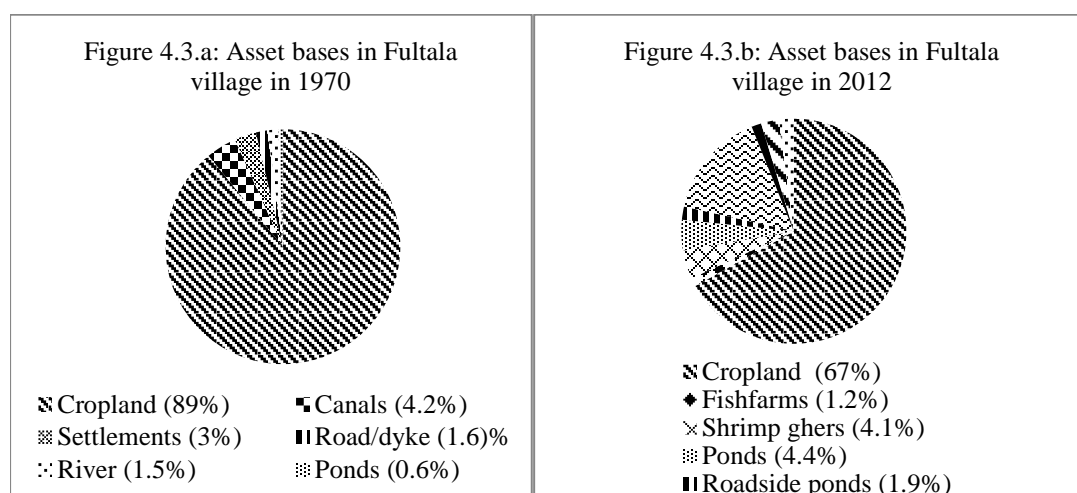 Figure 4.3.a: Asset bases in Fultala
village in 1970
Cropland (89%)
Canals (4.2%)
Settlements (3%)
Road/dyke (1.6)%
River (1.5%)
Ponds (0.6%)
Figure 4.3.b: Asset bases in Fultala
village in 2012
Cropland (67%)
Fishfarms (1.2%)
Shrimp ghers (4.1%)
Ponds (4.4%)
Roadside ponds (1.9%)